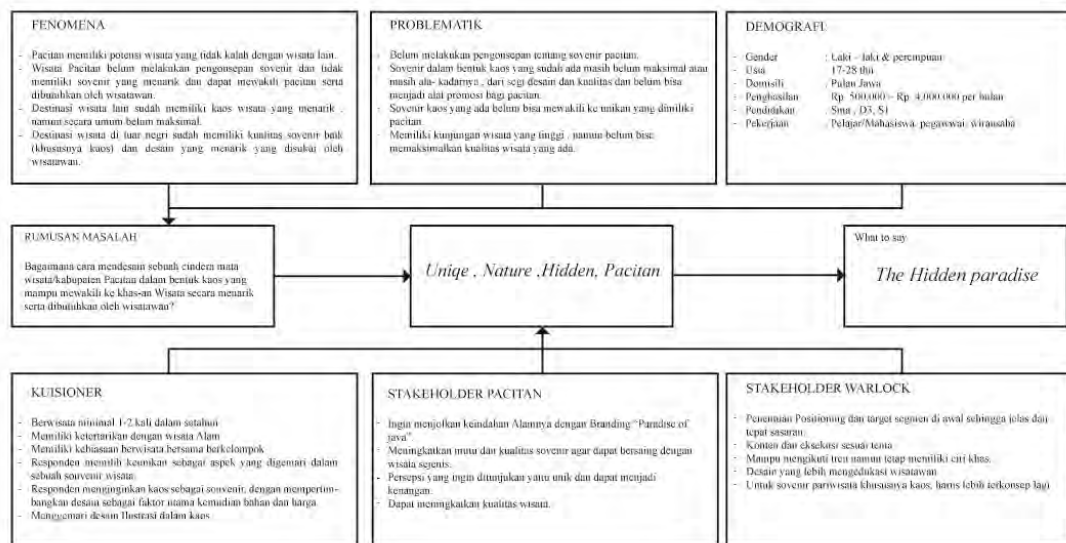 FENOMENA
- Pacitan memiliki potensi wisata yang tidak kalah dengan wisata lain.
- Wisata Pacitan belum melakukan pengonsepan sovenir dan tidak
memiliki sovenir yang menarik dan dapat mewakili pacitan serta
dibutuhkan oleh wisatawan.
- Destinasi wisata lain sudah memiliki kaos wisata yang menarik ,
namun secara umum belum maksimal.
- Destinasi wisata di luar negri sudah memiliki kualitas sovenir baik
(khususnya kaos) dan desain yang menarik yang disukai oleh
wisatawan.
PROBLEMATIK
- Belum melakukan pengonsepan tentang sovenir pacitan.
- Sovenir dalam bentuk kaos yang sudah ada masih belum maksimal atau
masih ala- kadarnya , dari segi desain dan kualitas dan belum bisa
menjadi alat promosi bagi pacitan.
- Sovenir kaos yang ada belum bisa mewakili ke unikan yang dimiliki
pacitan.
- Memiliki kunjungan wisata yang tinggi , namun belum bisa
memaksimalkan kualitas wisata yang ada.
DEMOGRAFI
- Gender : Laki – laki & perempuan
- Usia : 17-28 thn
- Domisili : Pulau Jawa
- Penghasilan : Rp. 500.000 – Rp. 4.000.000 per bulan
- Pendidikan : Sma , D3, S1
- Pekerjaan : Pelajar/Mahasiswa, pegawwai, wirausaha
RUMUSAN MASALAH
Bagaimana cara mendesain sebuah cindera mata
wisata/kabupaten Pacitan dalam bentuk kaos yang
mampu mewakili ke khas-an Wisata secara menarik
serta dibutuhkan oleh wisatawan?
Uniqe , Nature ,Hidden, Pacitan
What to say
The Hidden paradise
KUISIONER
- Berwisata minimal 1-2 kali dalam setahun
- Memiliki ketertarikan dengan wisata Alam
- Memiliki kebiasaan berwisata bersama berkelompok
- Responden memilih keunikan sebagai aspek yang digemari dalam
sebuah souvenir wisata.
- Responden menginginkan kaos sebagai souvenir, dengan mempertim-
bangkan desain sebagai faktor utama kemudian bahan dan harga
- Menggemari desain Ilustrasi dalam kaos
STAKEHOLDER PACITAN
- Ingin menjolkan keindahan Alamnya dengan Branding "Paradise of
java".
- Meningkatkan mutu dan kualitas sovenir agar dapat bersaing dengan
wisata sejenis.
- Persepsi yang ingin ditunjukan yaitu unik dan dapat menjadi
kenangan.
- Dapat meningkatkan kualitas wisata.
STAKEHOLDER WARLOCK
- Penentuan Positioning dan target segmen di awal sehingga jelas dan
tepat sasaran.
- Konten dan eksekusi sesuai tema
- Mampu mengikuti tren namun tetap memiliki ciri khas.
- Desain yang lebih mengedukasi wisatawan
- Untuk sovenir pariwisata khususnya kaos, harus lebih terkonsep lagi